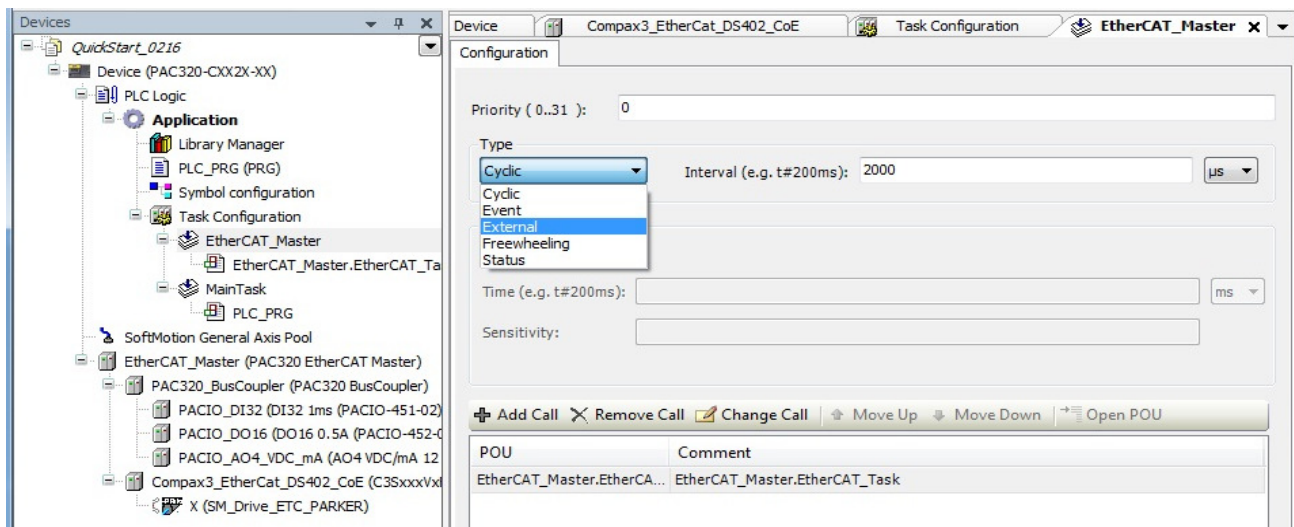 Devices
QuickStart_0216
Device (PAC320-CXX2X-XX)
PLC Logic
Application
Library Manager
PLC_PRG (PRG)
Symbol configuration
Task Configuration
EtherCAT_Master
EtherCAT_Master.EtherCAT_Ta
MainTask
PLC_PRG
SoftMotion General Axis Pool
EtherCAT_Master (PAC320 EtherCAT Master)
PAC320_BusCoupler (PAC320 BusCoupler)
PACIO_DI32 (DI32 1ms (PACIO-451-02)
PACIO_DO16 (DO16 0.5A (PACIO-452-0
PACIO_AO4_VDC_mA (AO4 VDC/mA 12
Compax3_EtherCat_DS402_CoE (C3SxxxVxI
X (SM_Drive_ETC_PARKER)
Device Compax3_EtherCat_DS402_CoE Task Configuration EtherCAT_Master X
Configuration
Priority ( 0..31 ): 0
Type
Cyclic Interval (e.g. t#200ms): 2000 µs
Cyclic
Event
External
Freewheeling
Status
Time (e.g. t#200ms): ms
Sensitivity:
Add Call Remove Call Change Call Move Up Move Down Open POU
POU Comment
EtherCAT_Master.EtherCA... EtherCAT_Master.EtherCAT_Task